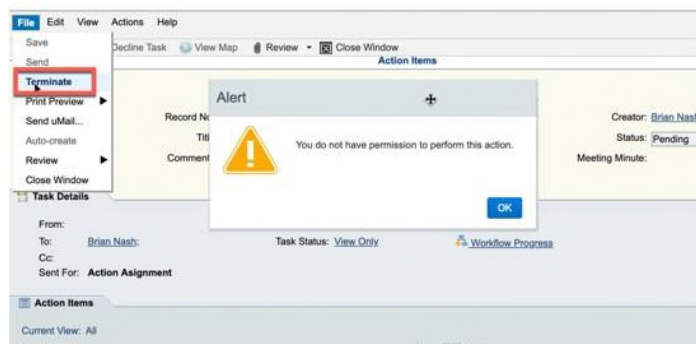 File Edit View Actions Help
Save
Send
Terminate
Print Preview
Send uMail...
Auto-create
Review
Close Window
Decline Task View Map Review Close Window
Action Items
Alert
You do not have permission to perform this action.
OK
Record
Comment
Creator: Brian Nash
Status: Pending
Meeting Minute:
Task Details
From:
To: Brian Nash; Task Status: View Only Workflow Progress
Cc:
Sent For: Action Asignment
Action Items
Current View: All